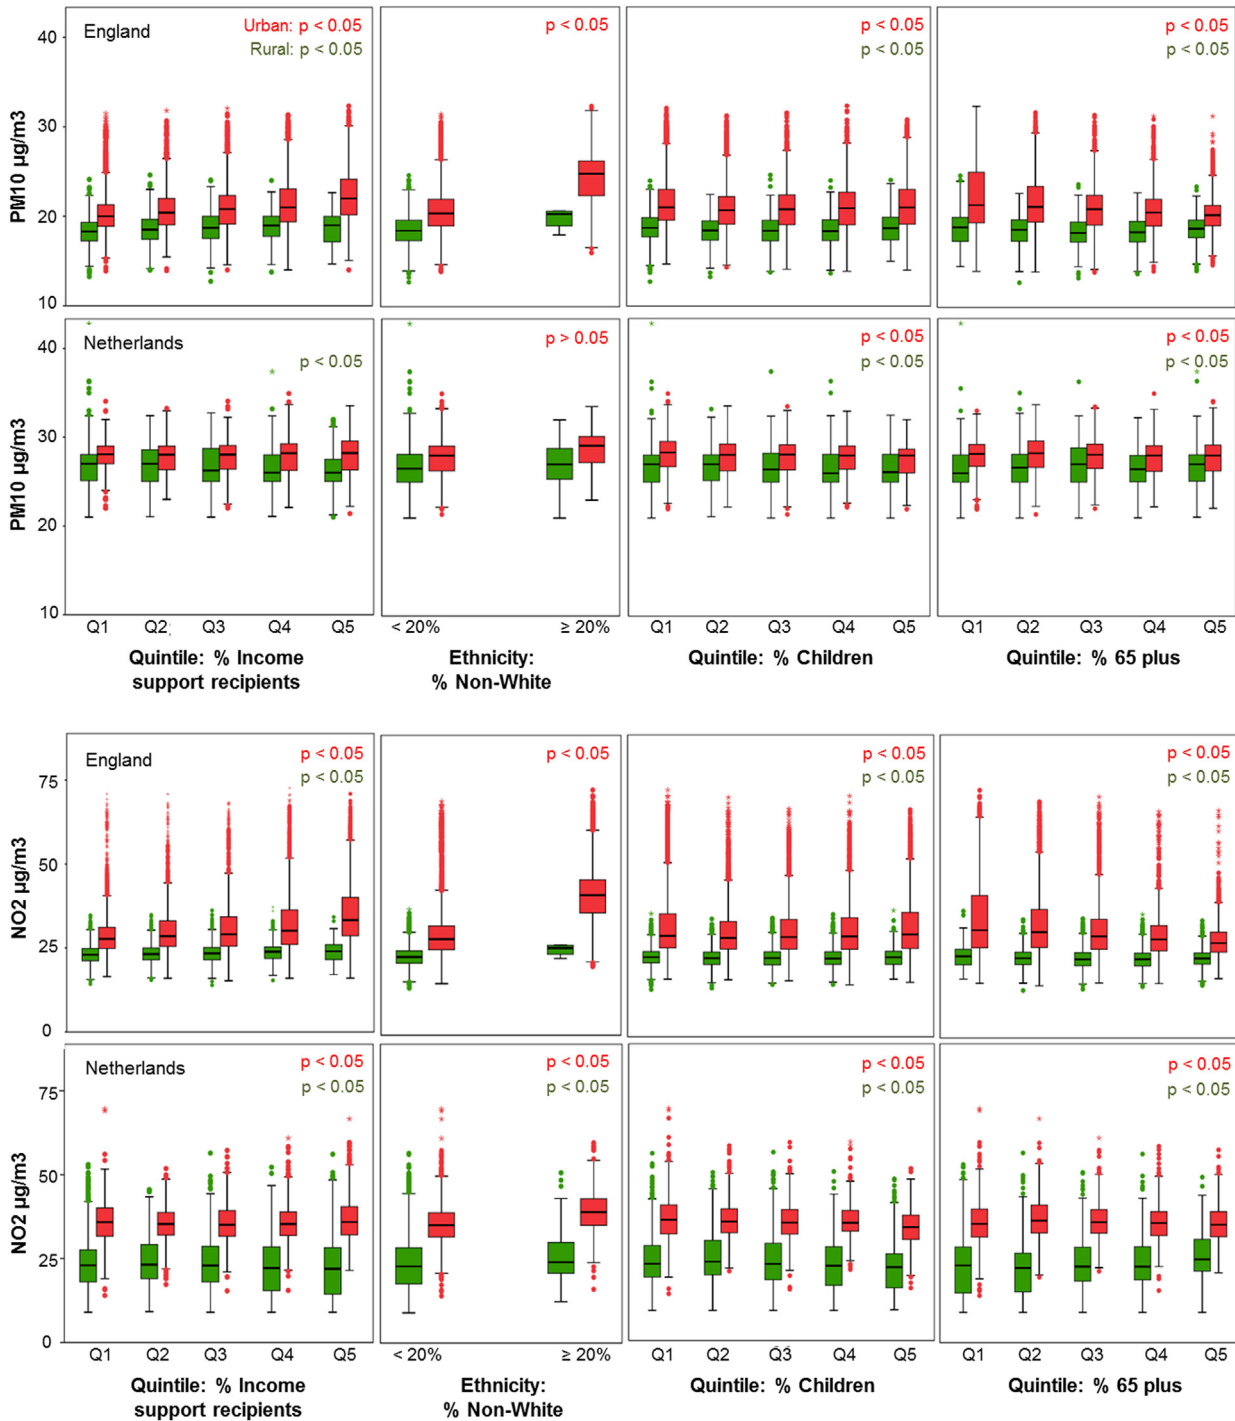 England
Urban: p < 0.05
Rural: p < 0.05
p < 0.05
p < 0.05
p < 0.05
p < 0.05
p < 0.05
PM10 µg/m3
40
30
20
10
Netherlands
p < 0.05
p > 0.05
p < 0.05
p < 0.05
p < 0.05
p < 0.05
PM10 µg/m3
40
30
20
10
Q1 Q2 Q3 Q4 Q5
< 20% ≥ 20%
Q1 Q2 Q3 Q4 Q5
Q1 Q2 Q3 Q4 Q5
Quintile: % Income
support recipients
Ethnicity:
% Non-White
Quintile: % Children
Quintile: % 65 plus
England
p < 0.05
p < 0.05
p < 0.05
p < 0.05
p < 0.05
p < 0.05
p < 0.05
NO2 µg/m3
75
50
25
0
Netherlands
p < 0.05
p < 0.05
p < 0.05
p < 0.05
p < 0.05
p < 0.05
p < 0.05
p < 0.05
NO2 µg/m3
75
50
25
0
Q1 Q2 Q3 Q4 Q5
< 20% ≥ 20%
Q1 Q2 Q3 Q4 Q5
Q1 Q2 Q3 Q4 Q5
Quintile: % Income
support recipients
Ethnicity:
% Non-White
Quintile: % Children
Quintile: % 65 plus